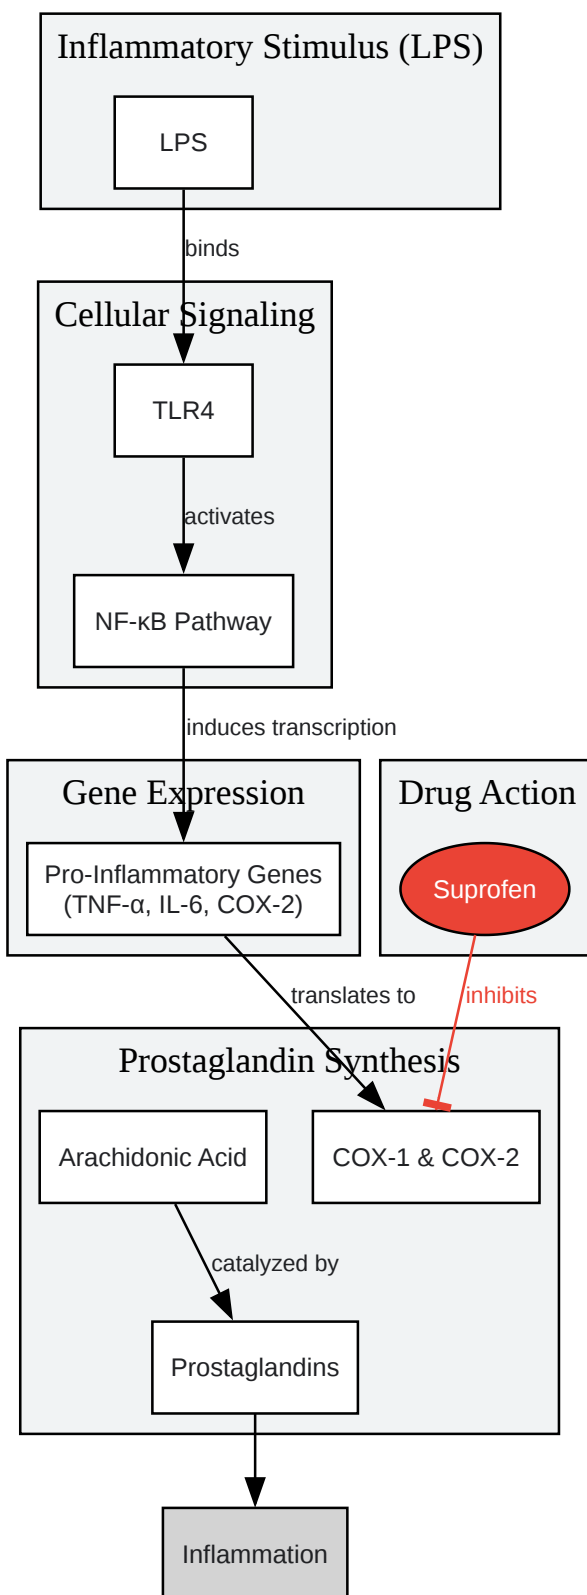 Inflammatory Stimulus (LPS)
LPS
binds
Cellular Signaling
TLR4
activates
NF-κB Pathway
induces transcription
Gene Expression
Drug Action
Pro-Inflammatory Genes
(TNF-α, IL-6, COX-2)
Suprofen
translates to
inhibits
Prostaglandin Synthesis
Arachidonic Acid
COX-1 & COX-2
catalyzed by
Prostaglandins
Inflammation